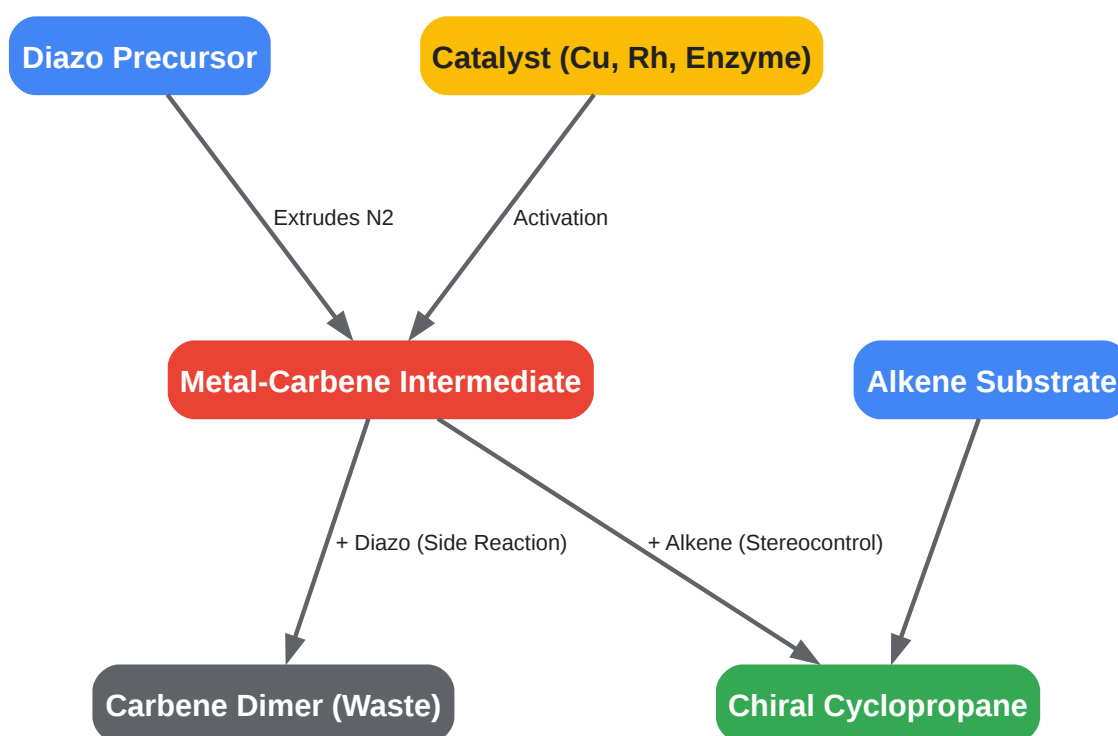 Diazo Precursor
Catalyst (Cu, Rh, Enzyme)
Extrudes N2
Activation
Metal-Carbene Intermediate
Alkene Substrate
+ Diazo (Side Reaction)
+ Alkene (Stereocontrol)
Carbene Dimer (Waste)
Chiral Cyclopropane